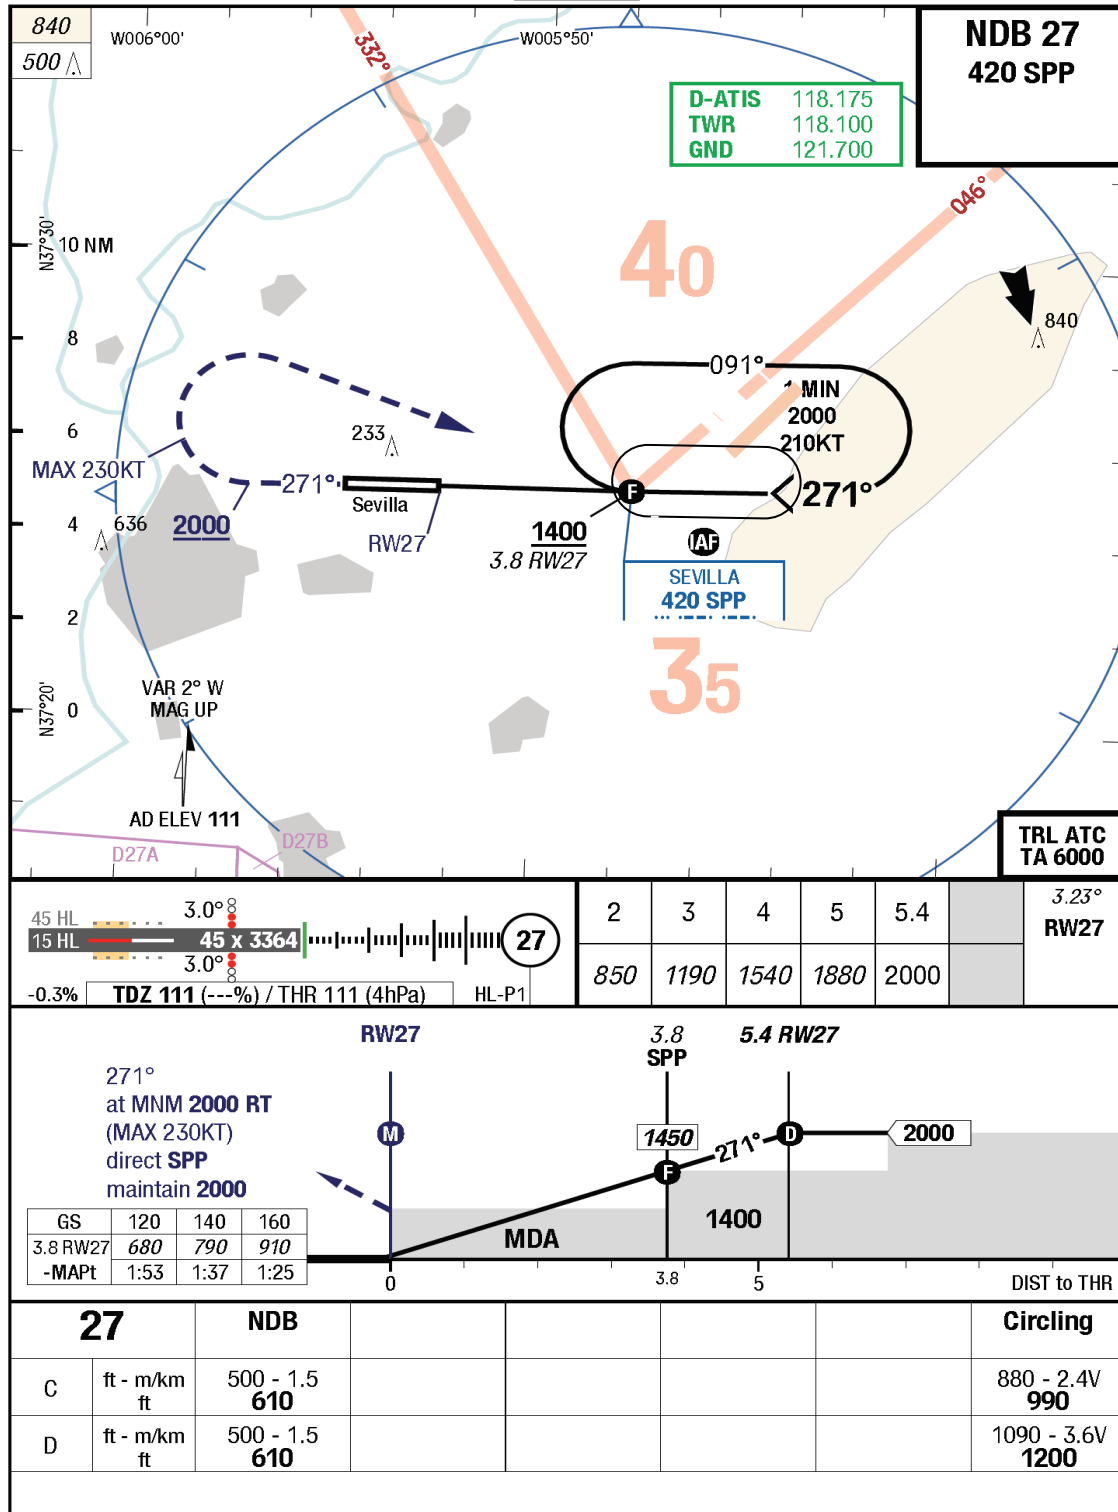 840
500
W006°00'
W005°50'
NDB 27
420 SPP
D-ATIS 118.175
TWR 118.100
GND 121.700
332°
046°
N37°30'
10 NM
40
840
8
091°
1 MIN
2000
210KT
6
233
MAX 230KT
271°
Sevilla
F
271°
4
636
2000
RW27
1400
3.8 RW27
IAF
SEVILLA
420 SPP
2
35
VAR 2° W
MAG UP
N37°20'
0
AD ELEV 111
D27A
D27B
TRL ATC
TA 6000
45 HL
3.0°
15 HL
45 x 3364
27
3.0°
-0.3%
TDZ 111 (---%) / THR 111 (4hPa)
HL-P1
2 3 4 5 5.4
850 1190 1540 1880 2000
3.23°
RW27
RW27
3.8
SPP
5.4 RW27
271°
at MNM 2000 RT
(MAX 230KT)
direct SPP
maintain 2000
M
1450
271°
D
2000
F
MDA
1400
GS 120 140 160
3.8 RW27 680 790 910
-MAPt 1:53 1:37 1:25
0
3.8
5
DIST to THR
27 NDB Circling
C ft - m/km 500 - 1.5 880 - 2.4V
ft 610 990
D ft - m/km 500 - 1.5 1090 - 3.6V
ft 610 1200